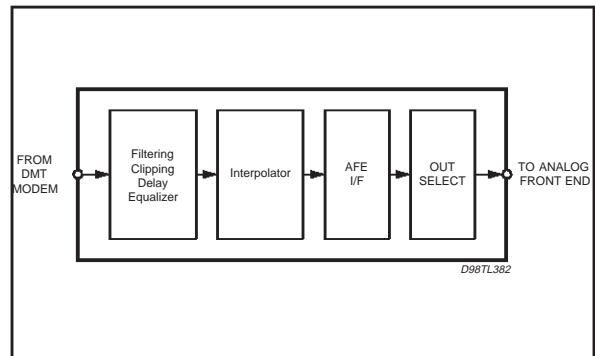 FROM
DMT
MODEM
Filtering
Clipping
Delay
Equalizer
Interpolator
AFE
I/F
OUT
SELECT
TO ANALOG
FRONT END
D98TL382